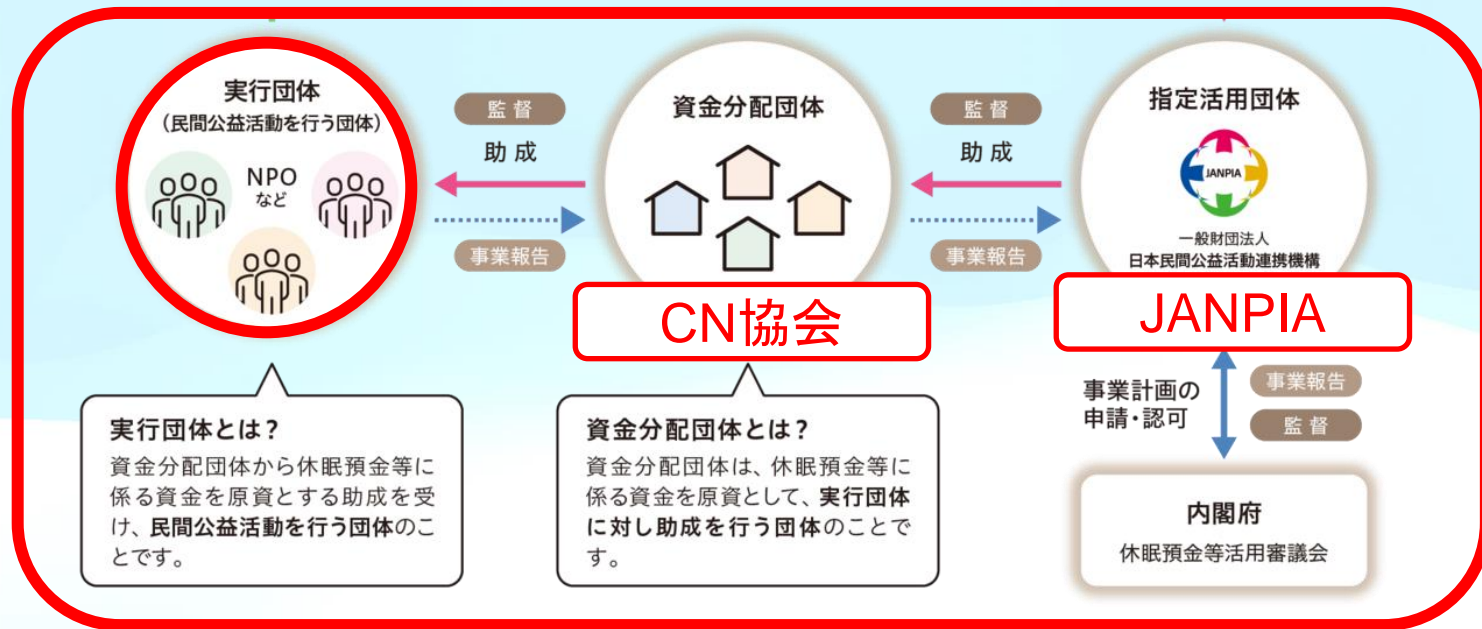 実行団体
(民間公益活動を行う団体)
NPO
など
監督
助成
事業報告
資金分配団体
CN協会
監督
助成
事業報告
指定活用団体
JANPIA
一般財団法人
日本民間公益活動連携機構
JANPIA
実行団体とは?
資金分配団体から休眠預金等に
係る資金を原資とする助成を受
け、民間公益活動を行う団体のこ
とです。
資金分配団体とは?
資金分配団体は、休眠預金等に
係る資金を原資として、実行団体
に対し助成を行う団体のことで
す。
事業計画の
申請・認可
事業報告
監督
内閣府
休眠預金等活用審議会